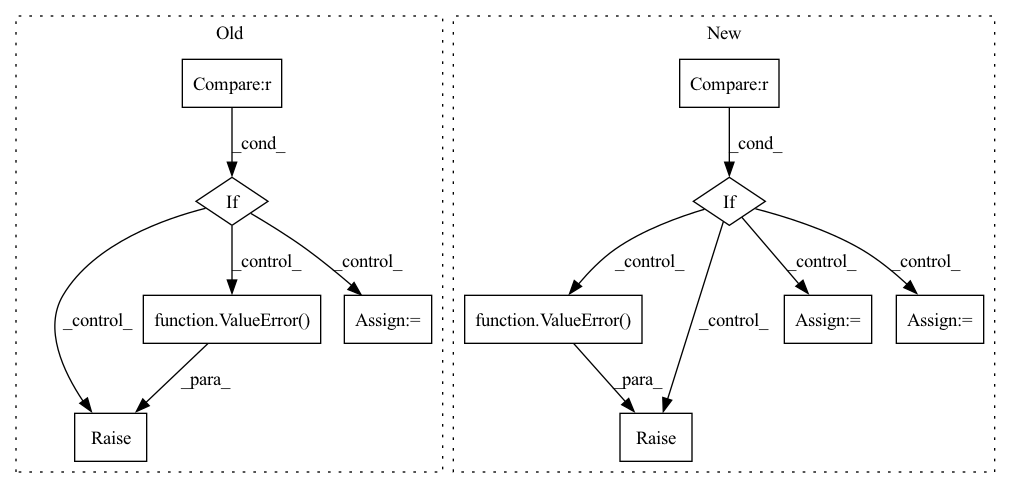 Old
Compare:r
_cond_
If
_control_
_control_
_control_
function.ValueError()
Assign:=
_para_
Raise
New
Compare:r
_cond_
If
_control_
_control_
_control_
_control_
function.ValueError()
Assign:=
Assign:=
_para_
Raise